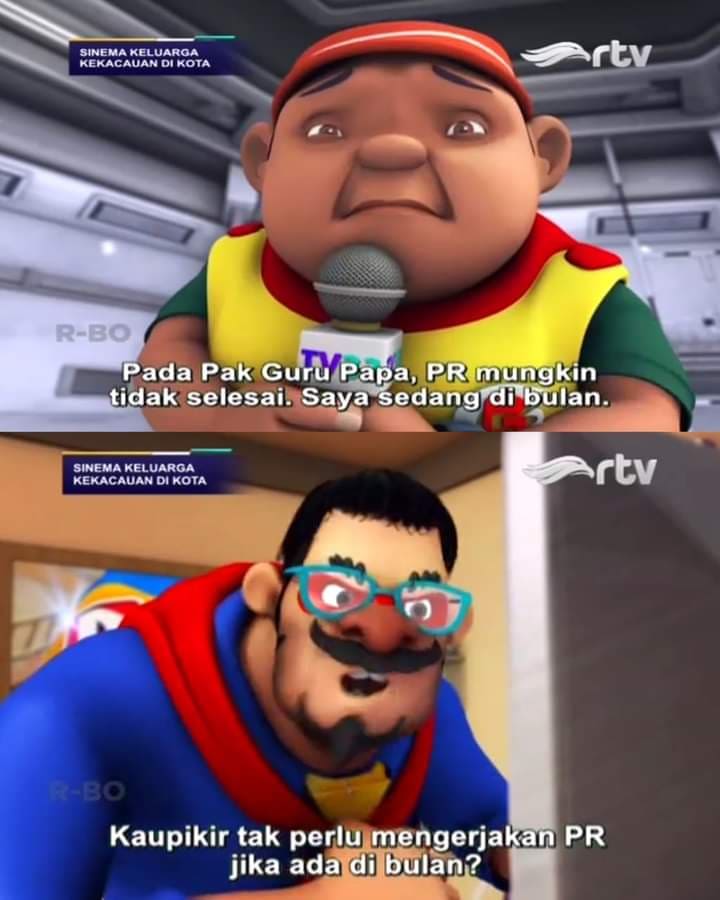 SINEMA KELUARGA
KEKACAUAN DI KOTA
rtv
R-BO
Pada Pak Guru Papa, PR mungkin
tidak selesai. Saya sedang di bulan.
SINEMA KELUARGA
KEKACAUAN DI KOTA
rtv
R-BO
Kaupikir tak perlu mengerjakan PR
jika ada di bulan?